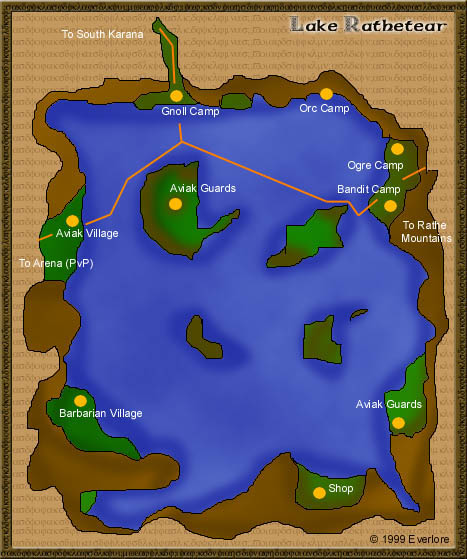 Lake Rathetear
To South Karana
Gnoll Camp
Orc Camp
Ogre Camp
Aviak Guards
Bandit Camp
Aviak Village
To Rathe
Mountains
To Arena (PvP)
Barbarian Village
Aviak Guards
Shop
© 1999 Everlore